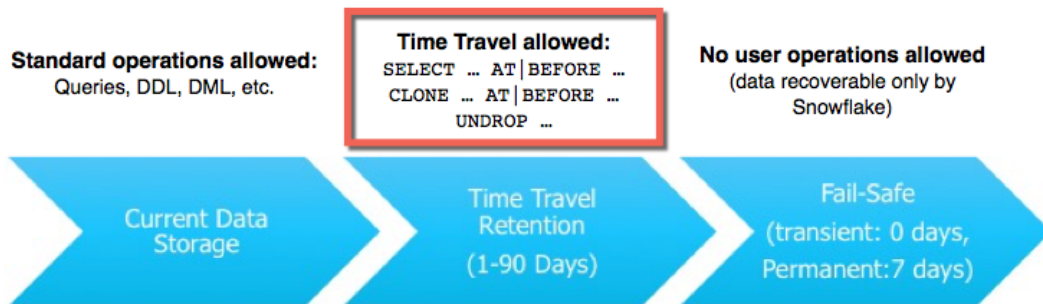 Standard operations allowed:
Queries, DDL, DML, etc.
Time Travel allowed:
SELECT … AT|BEFORE …
CLONE … AT|BEFORE …
UNDROP …
No user operations allowed
(data recoverable only by
Snowflake)
Current Data
Storage
Time Travel
Retention
(1-90 Days)
Fail-Safe
(transient: 0 days,
Permanent:7 days)